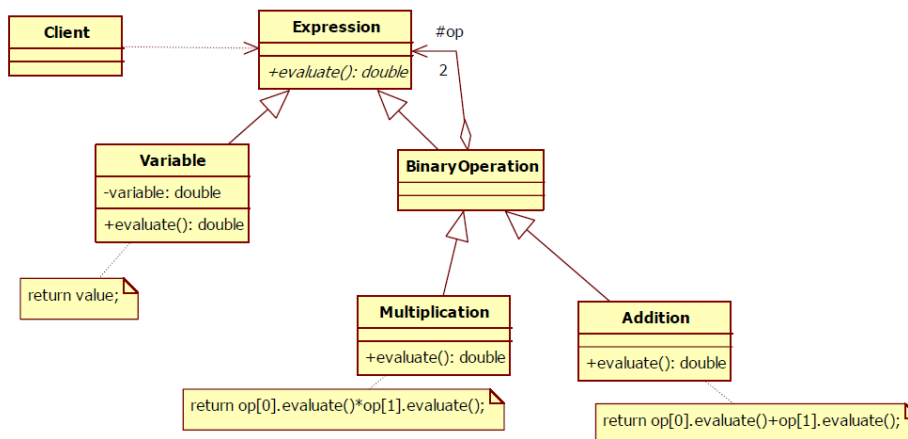 Client
Expression
+evaluate(): double
#op
2
Variable
-variable: double
+evaluate(): double
return value;
BinaryOperation
Multiplication
+evaluate(): double
return op[0].evaluate()*op[1].evaluate();
Addition
+evaluate(): double
return op[0].evaluate()+op[1].evaluate();